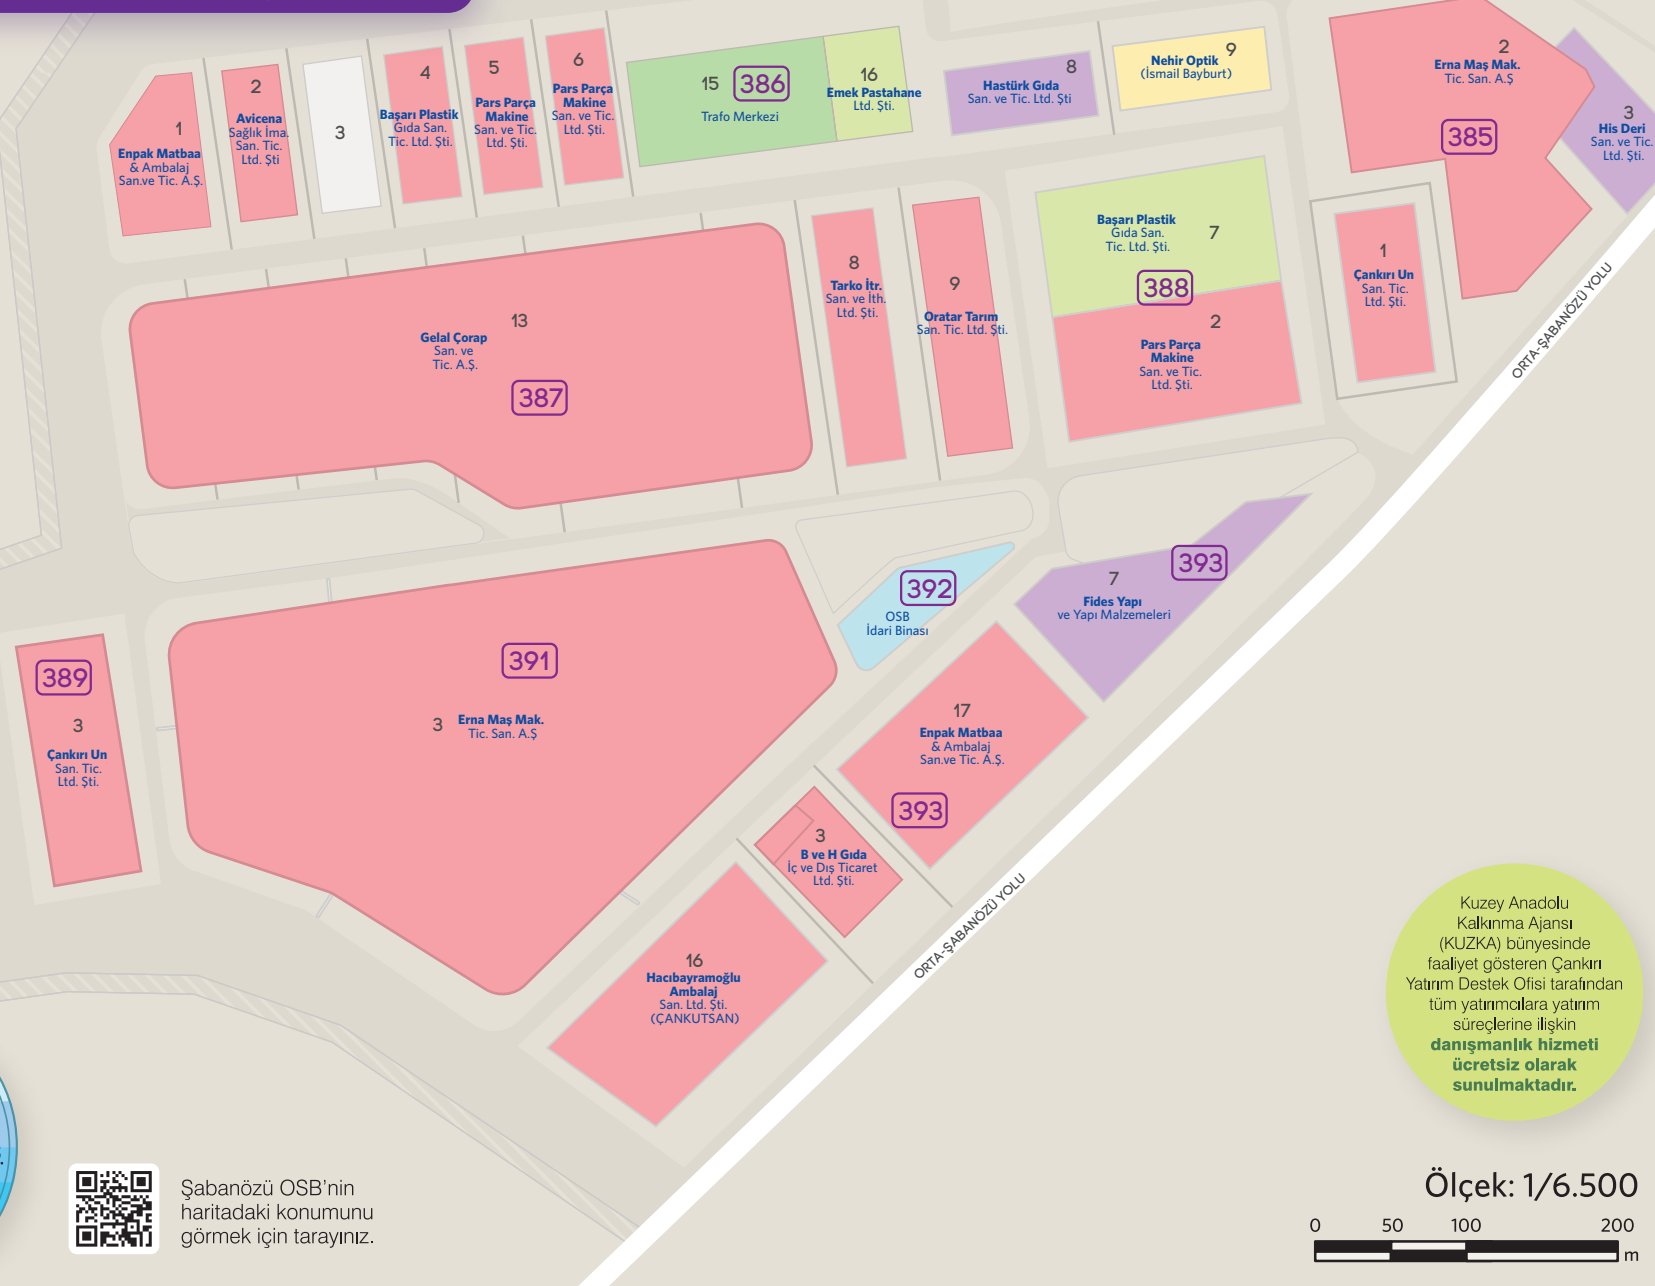 1
Enpak Matbaa
& Ambalaj
San.ve Tic. A.Ş.
2
Avicena
Sağlık İma.
San. Tic.
Ltd. Şti
3
4
Başarı Plastik
Gıda San.
Tic. Ltd. Şti.
5
Pars Parça
Makine
San. ve Tic.
Ltd. Şti.
6
Pars Parça
Makine
San. ve Tic.
Ltd. Şti.
15
386
Trafo Merkezi
16
Emek Pastahane
Ltd. Şti.
8
Hastürk Gıda
San. ve Tic. Ltd. Şti
9
Nehir Optik
(İsmail Bayburt)
2
Erna Maş Mak.
Tic. San. A.Ş
385
3
His Deri
San. ve Tic.
Ltd. Şti.
1
Çankırı Un
San. Tic.
Ltd. Şti.
13
Gelal Çorap
San. ve
Tic. A.Ş.
387
8
Tarko İtr.
San. ve İth.
Ltd. Şti.
9
Oratar Tarım
San. Tic. Ltd. Şti.
Başarı Plastik
Gıda San.
Tic. Ltd. Şti.
7
388
2
Pars Parça
Makine
San. ve Tic.
Ltd. Şti.
ORTA-ŞABANÖZÜ YOLU
389
3
Çankırı Un
San. Tic.
Ltd. Şti.
391
3
Erna Maş Mak.
Tic. San. A.Ş
392
OSB
İdari Binası
393
7
Fides Yapı
ve Yapı Malzemeleri
17
Enpak Matbaa
& Ambalaj
San.ve Tic. A.Ş.
393
3
B ve H Gıda
İç ve Dış Ticaret
Ltd. Şti.
16
Hacıbayramoğlu
Ambalaj
San. Ltd. Şti.
(ÇANKUTSAN)
ORTA-ŞABANÖZÜ YOLU
Kuzey Anadolu
Kalkınma Ajansı
(KUZKA) bünyesinde
faaliyet gösteren Çankırı
Yatırım Destek Ofisi tarafından
tüm yatırımcılara yatırım
süreçlerine ilişkin
danışmanlık hizmeti
ücretsiz olarak
sunulmaktadır.
Şabanözü OSB'nin
haritadaki konumunu
görmek için tarayınız.
Ölçek: 1/6.500
0 50 100 200
m